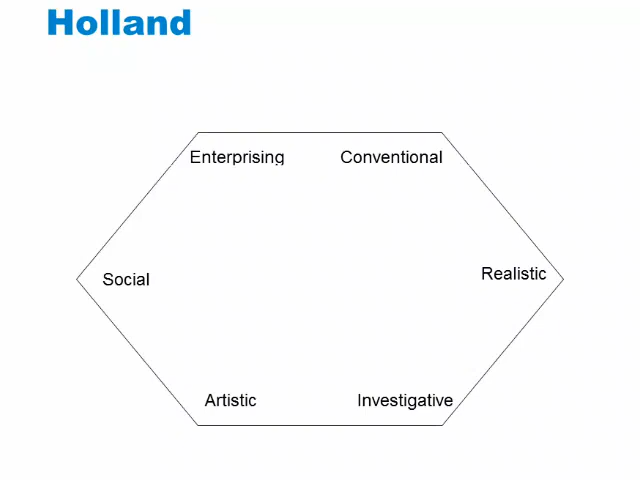 Holland
Enterprising
Conventional
Social
Realistic
Artistic
Investigative